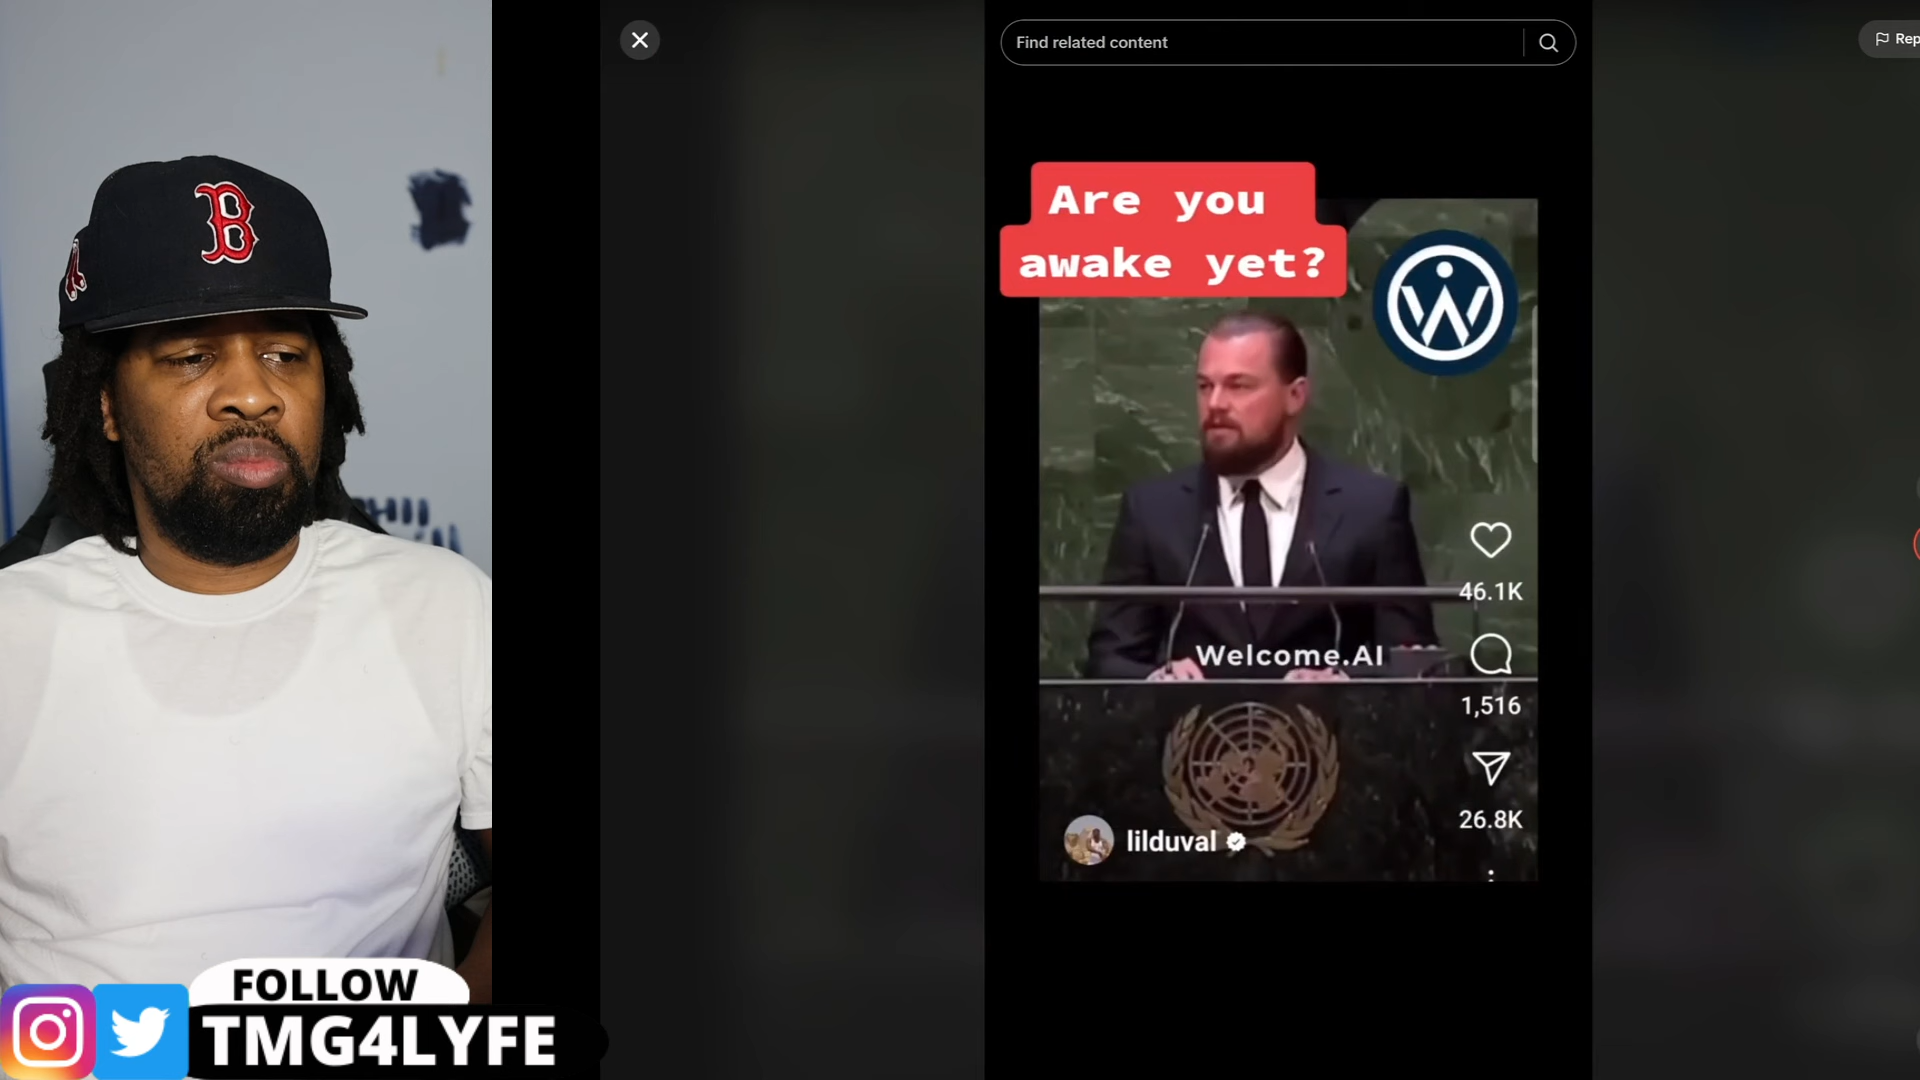 Find related content
Rep
Are you
awake yet?
B
W
46.1K
Welcome.AI
1,516
26.8K
lilduval
FOLLOW
TMG4LYFE